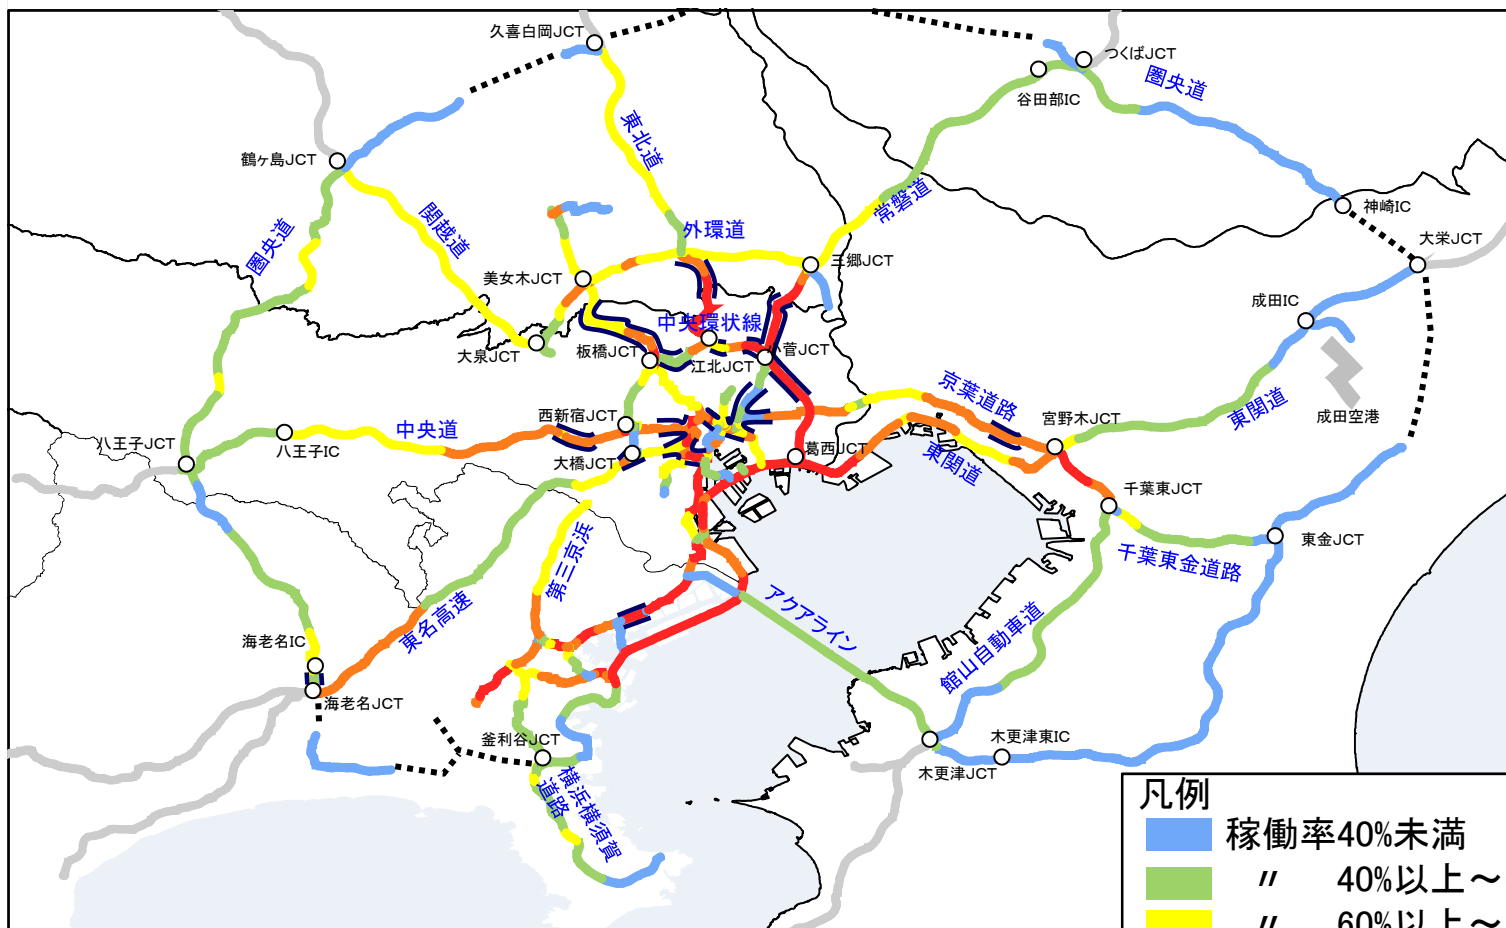 久喜白岡JCT
つくばJCT
圏央道
谷田部IC
東北道
鶴ヶ島JCT
常磐道
神崎IC
関越道
圏央道
外環道
大栄JCT
三郷JCT
美女木JCT
成田IC
中央環状線
大泉JCT
板橋JCT
江北JCT
小菅JCT
京葉道路
東関道
成田空港
西新宿JCT
宮野木JCT
中央道
八王子JCT
八王子IC
大橋JCT
葛西JCT
東関道
千葉東JCT
第三京浜
東金JCT
千葉東金道路
アクアライン
東名高速
館山自動車道
海老名IC
海老名JCT
釜利谷JCT
木更津東IC
木更津JCT
横浜横須賀
道路
凡例
稼働率40%未満
〃 40%以上～
〃 60%以上～